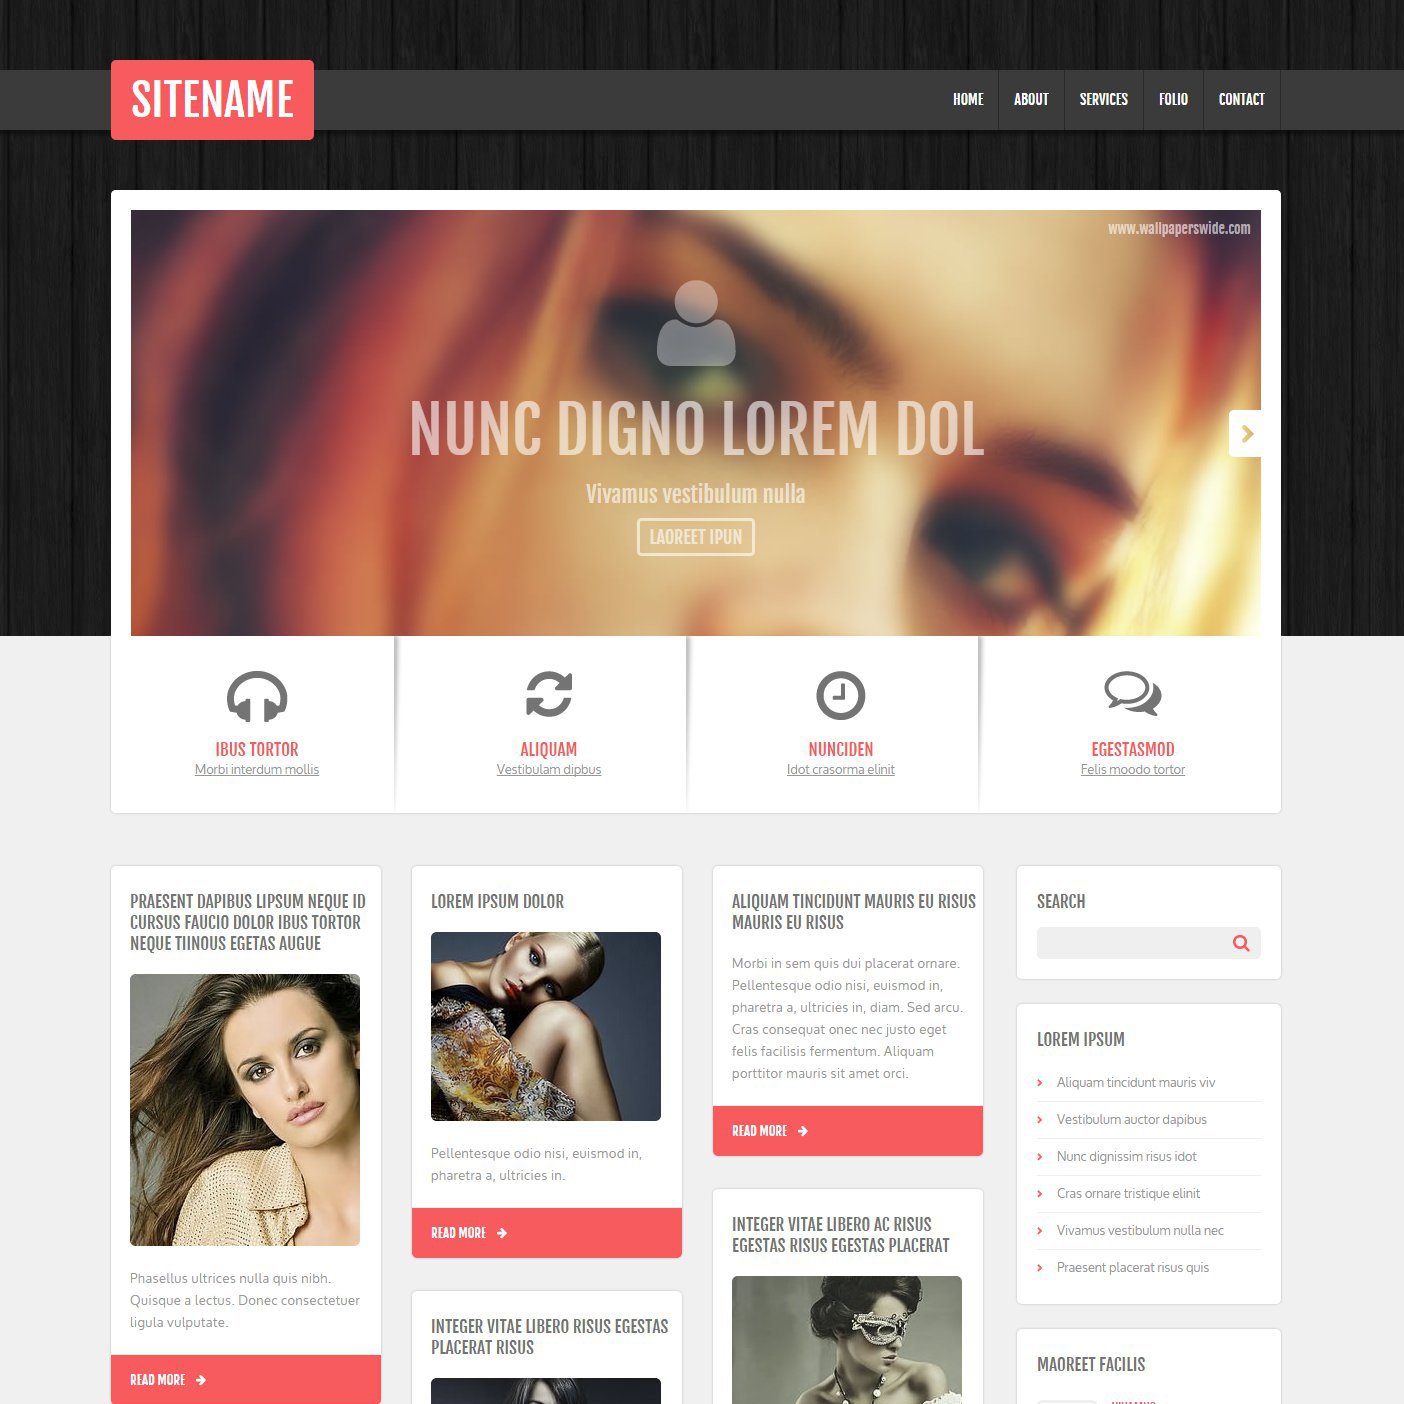 SITENAME
HOME
ABOUT
SERVICES
FOLIO
CONTACT
www.wallpaperswide.com
NUNC DIGNO LOREM DOL
Vivamus vestibulum nulla
LAOREET IPUN
IBUS TORTOR
Morbi interdum mollis
ALIQUAM
Vestibulam dipbus
NUNCIDEN
Idot crasorma elinit
EGESTASMOD
Felis moodo tortor
PRAESENT DAPIBUS LIPSUM NEQUE ID
CURSUS FAUCIO DOLOR IBUS TORTOR
NEQUE TIINOUS EGETAS AUGUE
Phasellus ultrices nulla quis nibh.
Quisque a lectus. Donec consectetuer
ligula vulputate.
READ MORE
LOREM IPSUM DOLOR
Pellentesque odio nisi, euismod in,
pharetra a, ultricies in.
READ MORE
INTEGER VITAE LIBERO RISUS EGESTAS
PLACERAT RISUS
ALIQUAM TINCIDUNT MAURIS EU RISUS
MAURIS EU RISUS
Morbi in sem quis dui placerat ornare.
Pellentesque odio nisi, euismod in,
pharetra a, ultricies in, diam. Sed arcu.
Cras consequat onec nec justo eget
felis facilisis fermentum. Aliquam
porttitor mauris sit amet orci.
READ MORE
INTEGER VITAE LIBERO AC RISUS
EGESTAS RISUS EGESTAS PLACERAT
SEARCH
LOREM IPSUM
Aliquam tincidunt mauris viv
Vestibulum auctor dapibus
Nunc dignissim risus idot
Cras ornare tristique elinit
Vivamus vestibulum nulla nec
Praesent placerat risus quis
MAOREET FACILIS